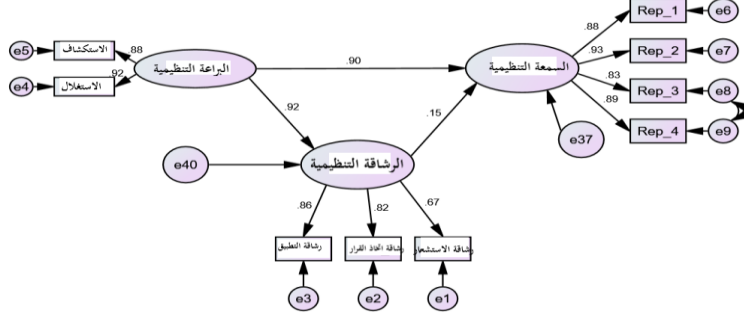 e5
الاستكشاف
.88
e4
الاستغلال
.92
البراعة التنظيمية
.90
السمعة التنظيمية
.88
Rep_1
e6
.93
Rep_2
e7
.83
Rep_3
e8
.89
Rep_4
e9
e37
.92
.15
e40
الرشاقة التنظيمية
.86
.82
.67
رشاقة التطبيق
رشاقة اتخاذ القرار
رشاقة الاستشعار
e3
e2
e1